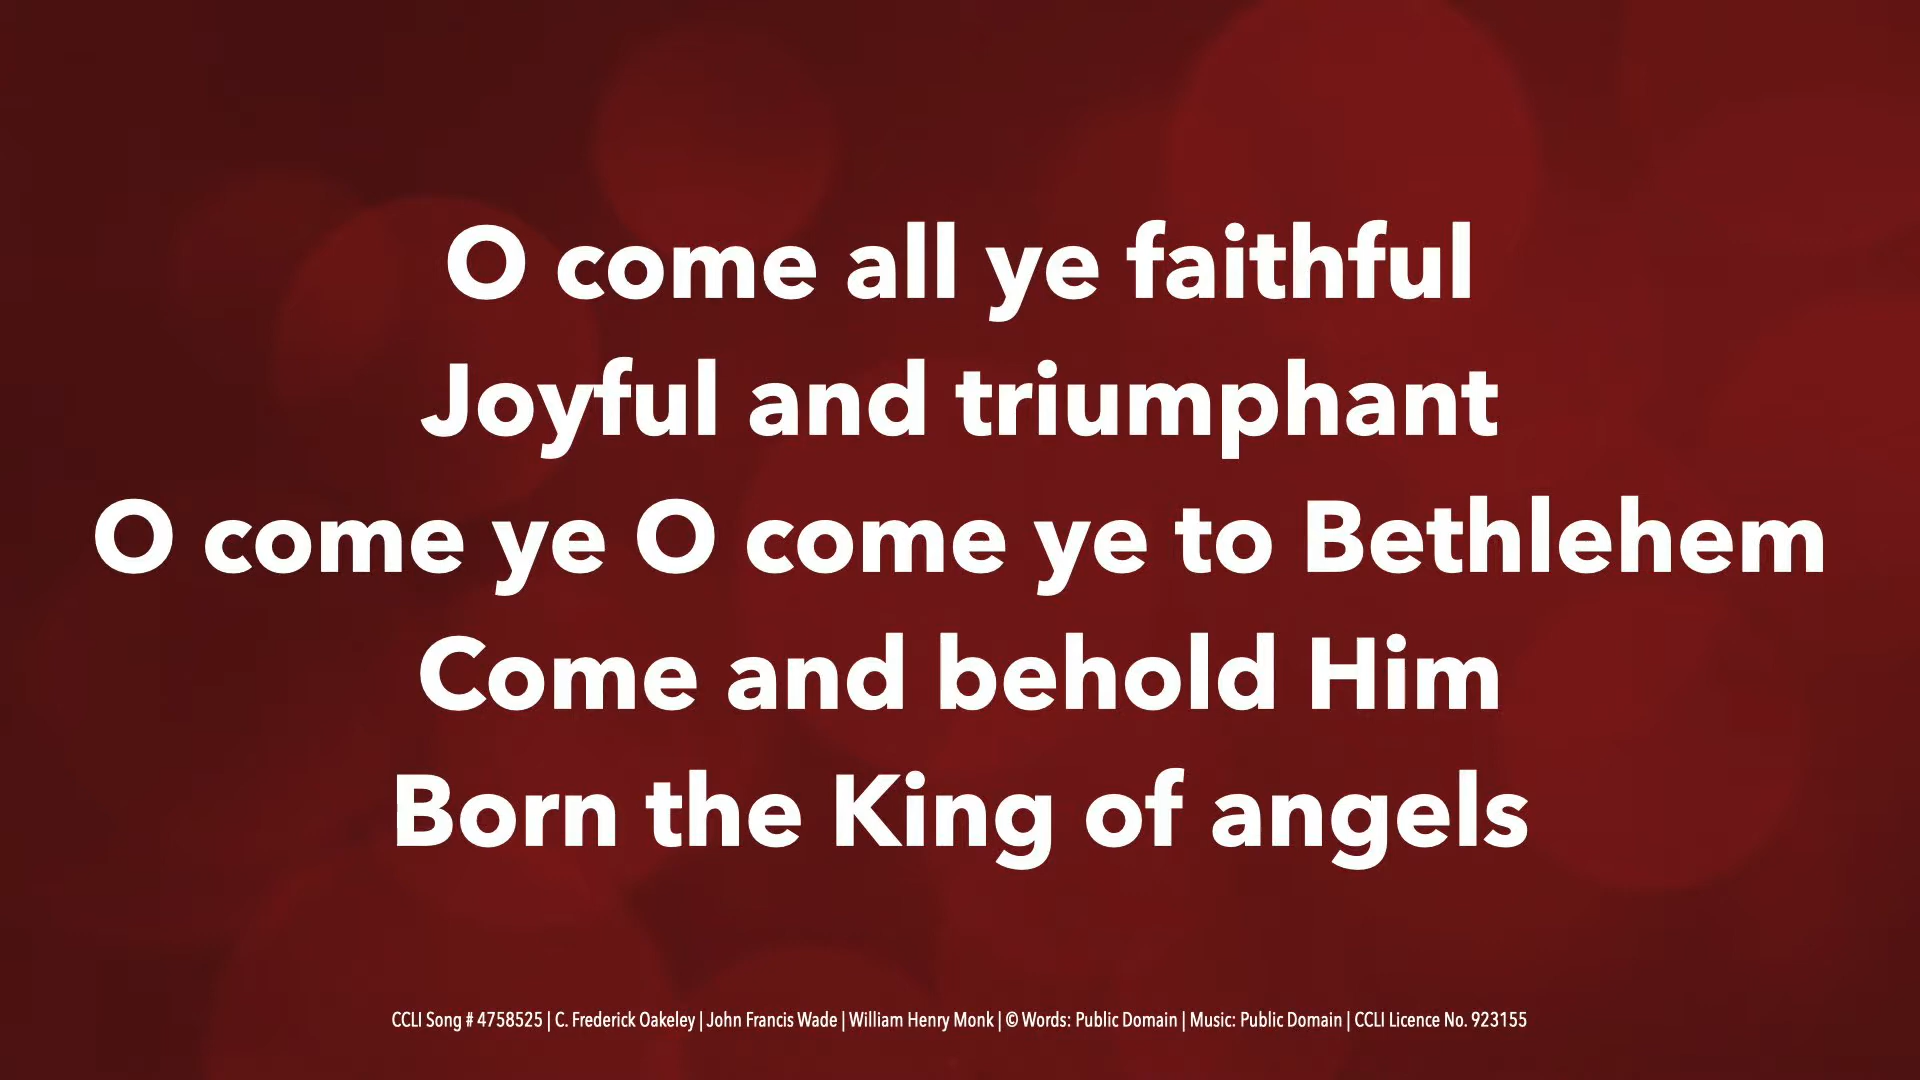 O come all ye faithful
Joyful and triumphant
O come ye O come ye to Bethlehem
Come and behold Him
Born the King of angels
CCLI Song # 4758525 | C. Frederick Oakeley | John Francis Wade | William Henry Monk | © Words: Public Domain | Music: Public Domain | CCLI Licence No. 923155